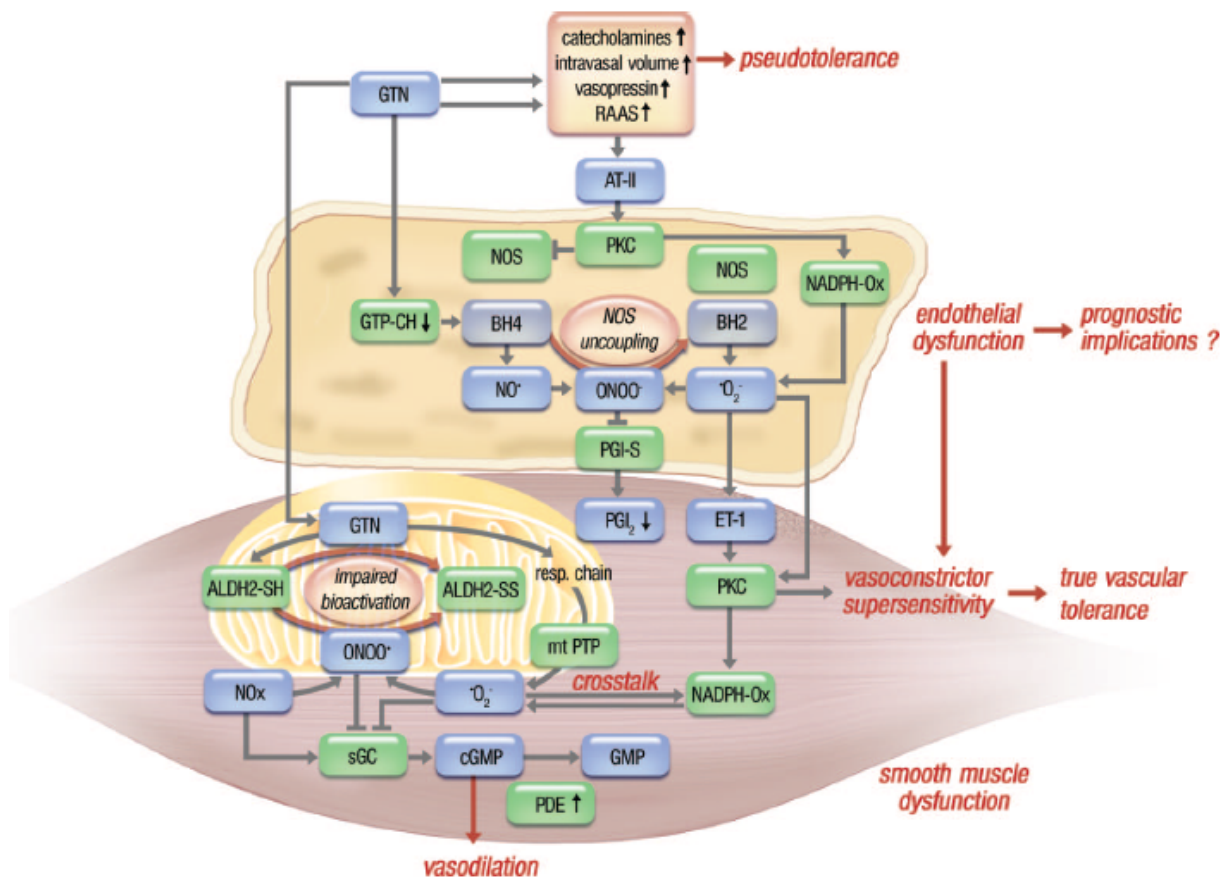 catecholamines ↑
intravasal volume ↑
vasopressin ↑
RAAS ↑
pseudotolerance
GTN
AT-II
PKC
NOS
NOS
NADPH-Ox
GTP-CH ↓
BH4
NOS
uncoupling
BH2
endothelial
dysfunction
prognostic
implications ?
NO•
ONOO-
•O2-
PGI-S
PGI2 ↓
ET-1
GTN
resp. chain
ALDH2-SH
impaired
bioactivation
ALDH2-SS
PKC
vasoconstrictor
supersensitivity
true vascular
tolerance
ONOO•
mt PTP
NOx
•O2-
crosstalk
NADPH-Ox
sGC
cGMP
GMP
PDE ↑
smooth muscle
dysfunction
vasodilation